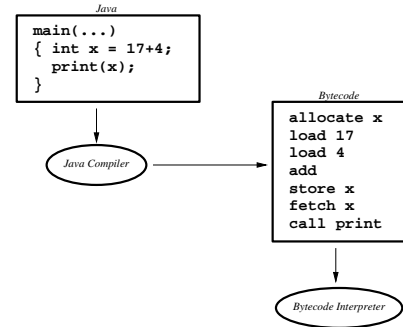 Java
main(...)
{ int x = 17+4;
print(x);
}
Java Compiler
Bytecode
allocate x
load 17
load 4
add
store x
fetch x
call print
Bytecode Interpreter